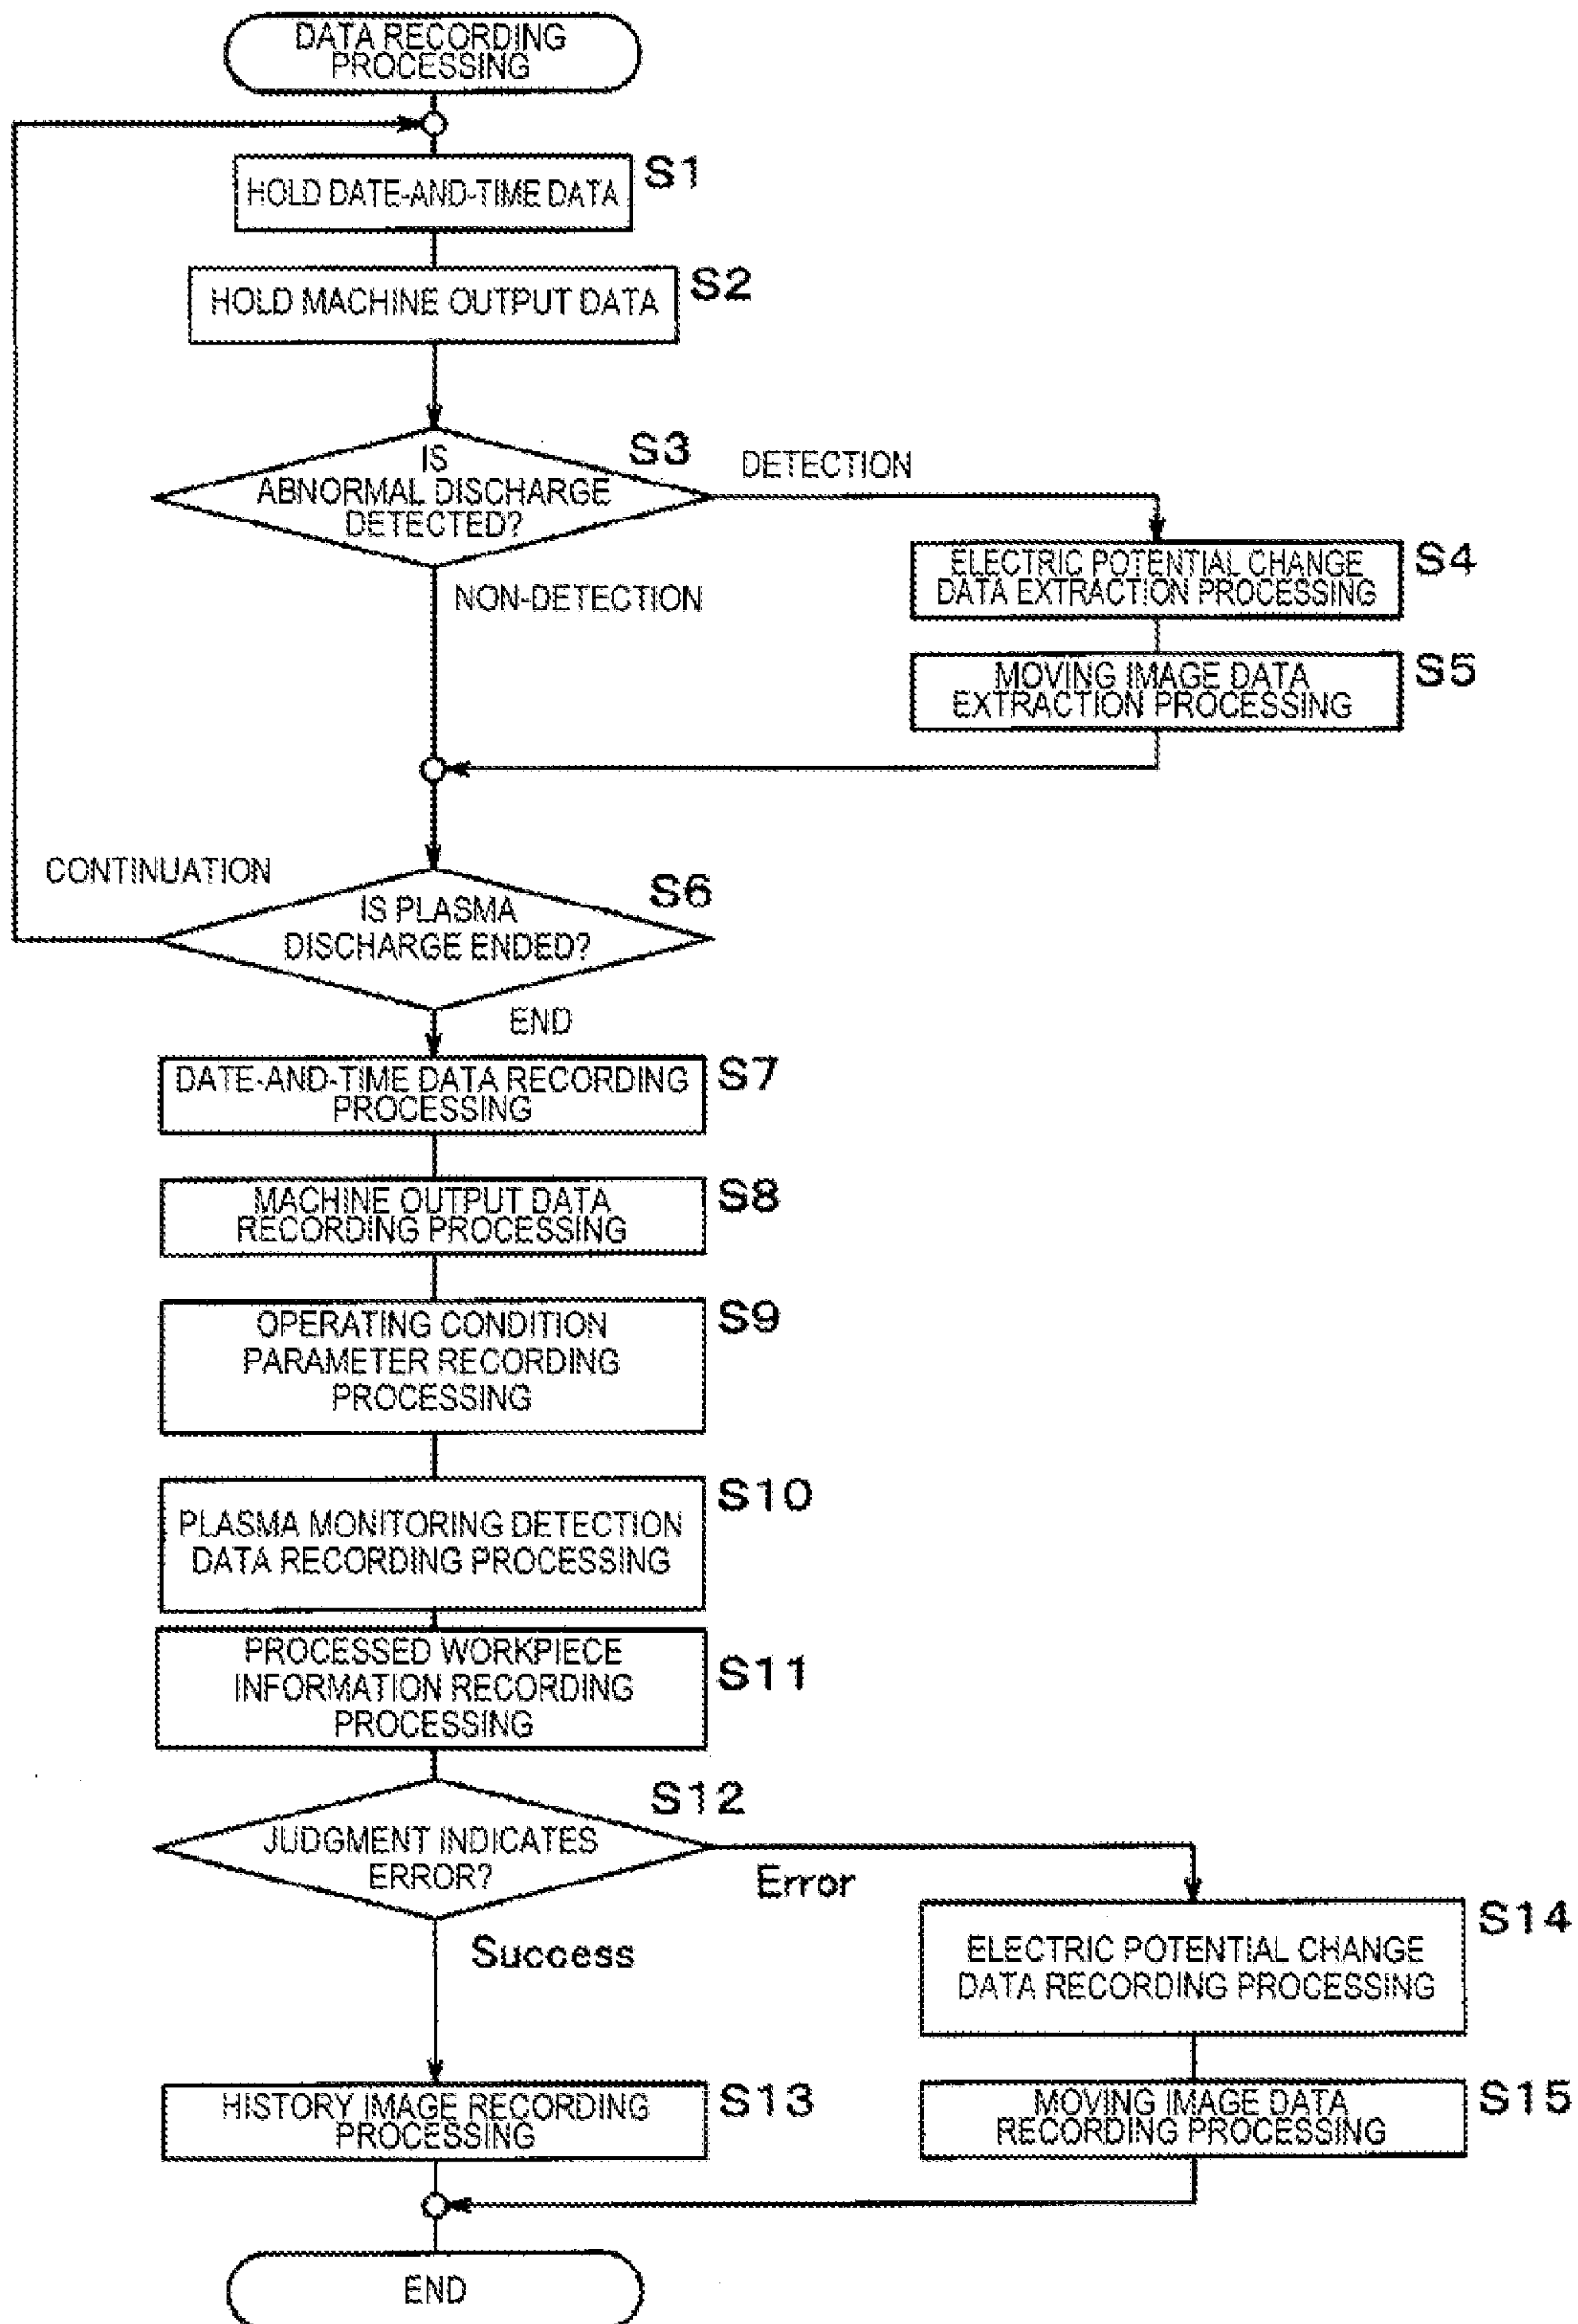 DATA RECORDING
PROCESSING
HOLD DATE-AND-TIME DATA
S1
HOLD MACHINE OUTPUT DATA
S2
IS
ABNORMAL DISCHARGE
DETECTED?
S3
DETECTION
NON-DETECTION
ELECTRIC POTENTIAL CHANGE
DATA EXTRACTION PROCESSING
S4
MOVING IMAGE DATA
EXTRACTION PROCESSING
S5
CONTINUATION
IS PLASMA
DISCHARGE ENDED?
S6
END
DATE-AND-TIME DATA RECORDING
PROCESSING
S7
MACHINE OUTPUT DATA
RECORDING PROCESSING
S8
OPERATING CONDITION
PARAMETER RECORDING
PROCESSING
S9
PLASMA MONITORING DETECTION
DATA RECORDING PROCESSING
S10
PROCESSED WORKPIECE
INFORMATION RECORDING
PROCESSING
S11
JUDGMENT INDICATES
ERROR?
S12
Error
Success
ELECTRIC POTENTIAL CHANGE
DATA RECORDING PROCESSING
S14
HISTORY IMAGE RECORDING
PROCESSING
S13
MOVING IMAGE DATA
RECORDING PROCESSING
S15
END